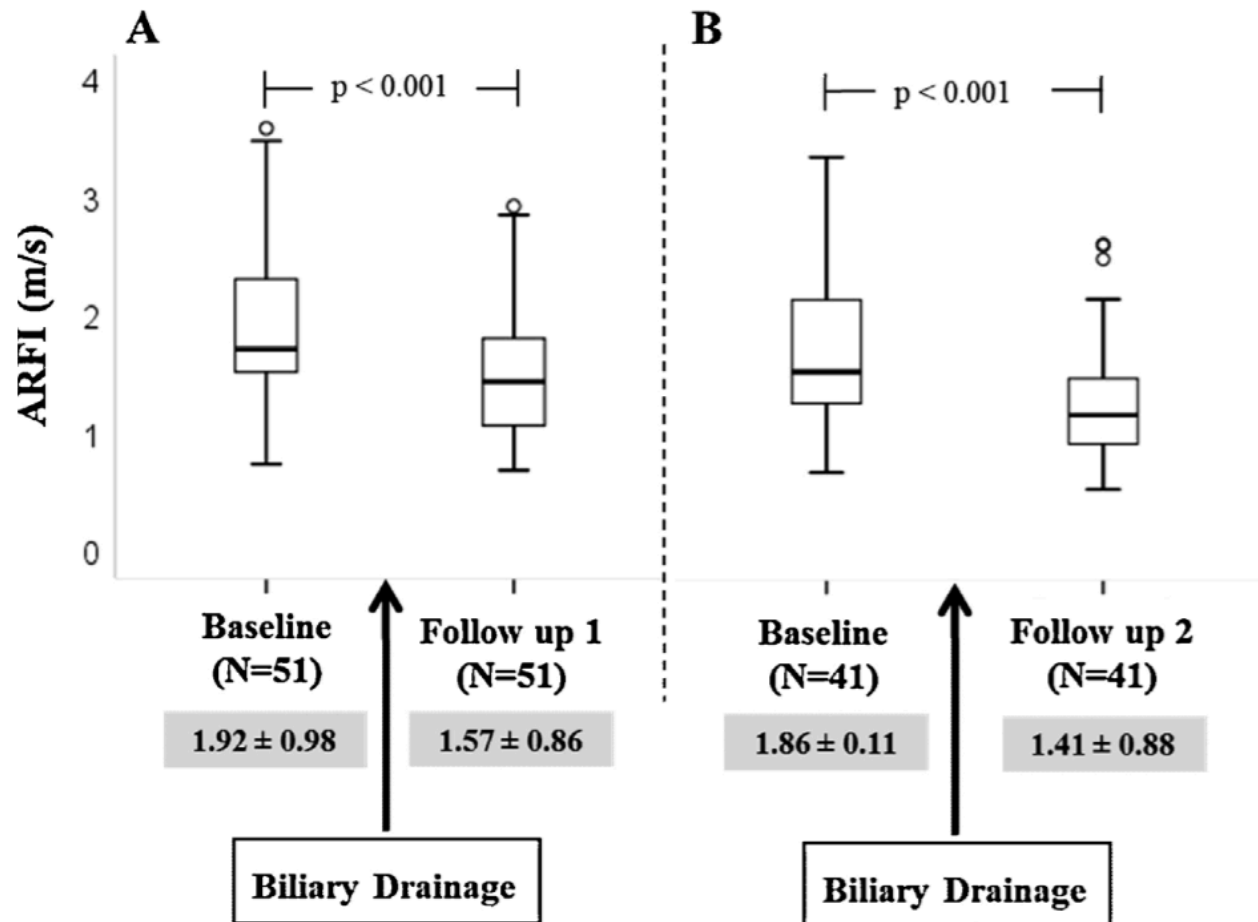 A
B
p < 0.001
p < 0.001
ARFI (m/s)
4
3
2
1
0
Baseline
(N=51)
1.92 ± 0.98
Follow up 1
(N=51)
1.57 ± 0.86
Biliary Drainage
Baseline
(N=41)
1.86 ± 0.11
Follow up 2
(N=41)
1.41 ± 0.88
Biliary Drainage